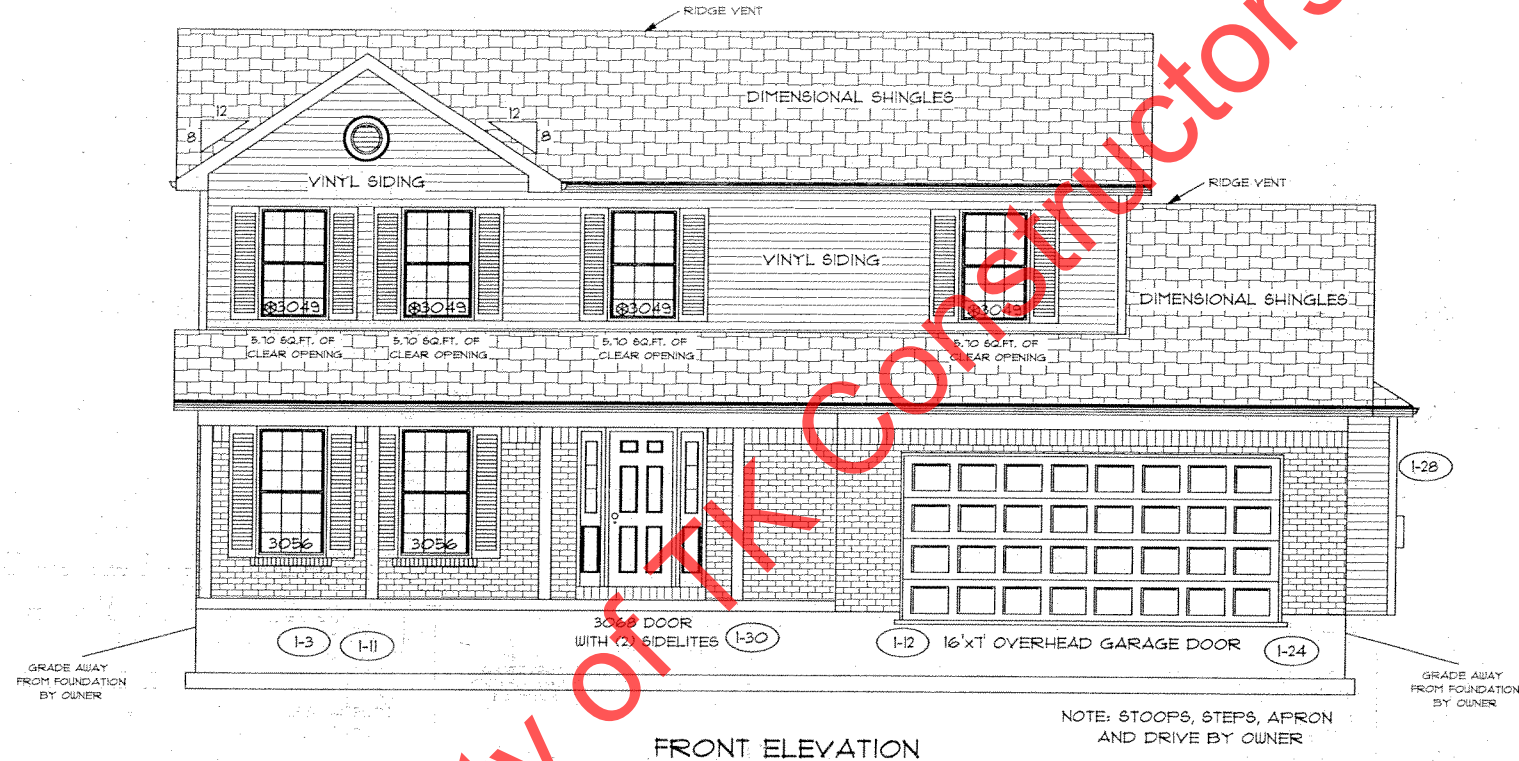 RIDGE VENT
DIMENSIONAL SHINGLES
12
8
12
8
VINYL SIDING
RIDGE VENT
VINYL SIDING
DIMENSIONAL SHINGLES
3049
3049
3049
3049
5.70 SQ.FT. OF
CLEAR OPENING
5.70 SQ.FT. OF
CLEAR OPENING
5.70 SQ.FT. OF
CLEAR OPENING
5.70 SQ.FT. OF
CLEAR OPENING
1-28
3056
3056
3068 DOOR
WITH (2) SIDELITES
1-3
1-11
1-30
1-12
16'x7' OVERHEAD GARAGE DOOR
1-24
GRADE AWAY
FROM FOUNDATION
BY OWNER
GRADE AWAY
FROM FOUNDATION
BY OWNER
NOTE: STOOPS, STEPS, APRON
AND DRIVE BY OWNER
FRONT ELEVATION
of TK Constructors